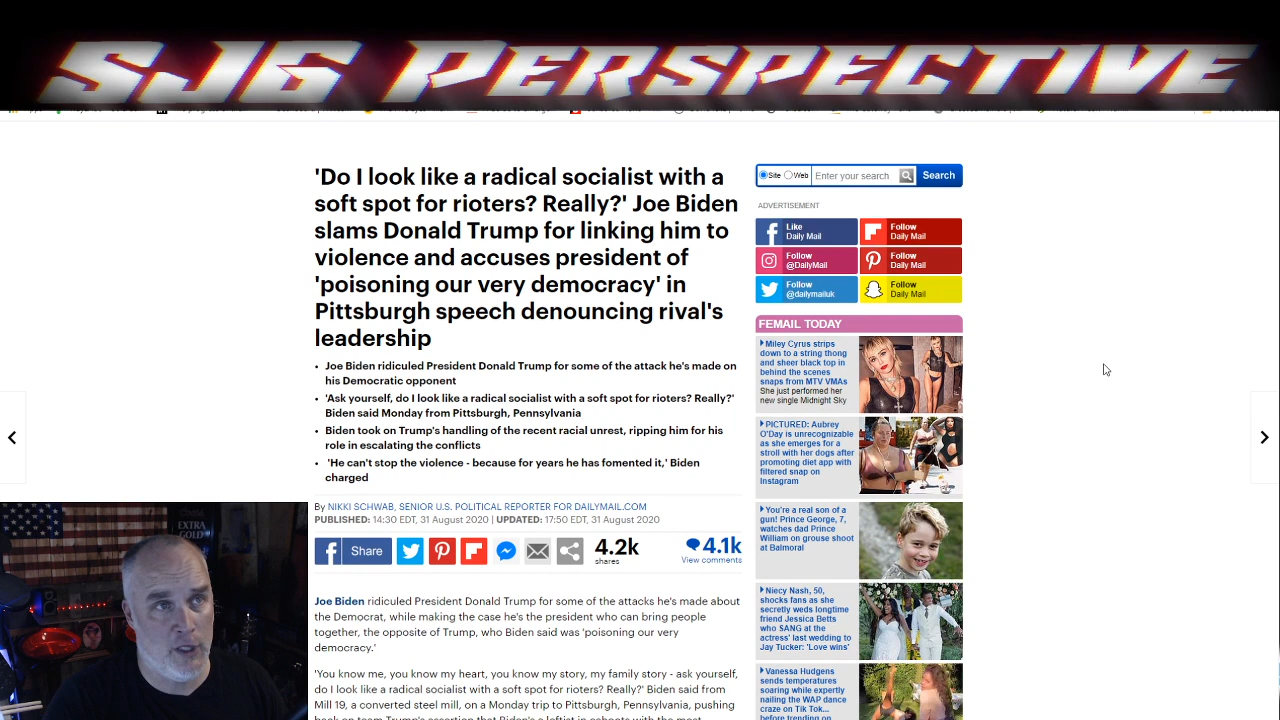 SJG PERSPECTIVE
'Do I look like a radical socialist with a
soft spot for rioters? Really?' Joe Biden
slams Donald Trump for linking him to
violence and accuses president of
'poisoning our very democracy' in
Pittsburgh speech denouncing rival's
leadership
• Joe Biden ridiculed President Donald Trump for some of the attack he's made on
his Democratic opponent
• 'Ask yourself, do I look like a radical socialist with a soft spot for rioters? Really?'
Biden said Monday from Pittsburgh, Pennsylvania
• Biden took on Trump's handling of the recent racial unrest, ripping him for his
role in escalating the conflicts
• 'He can't stop the violence - because for years he has fomented it,' Biden
charged
By NIKKI SCHWAB, SENIOR U.S. POLITICAL REPORTER FOR DAILYMAIL.COM
PUBLISHED: 14:30 EDT, 31 August 2020 | UPDATED: 17:50 EDT, 31 August 2020
Share
4.2k
shares
4.1k
View comments
Joe Biden ridiculed President Donald Trump for some of the attacks he's made about
the Democrat, while making the case he's the president who can bring people
together, the opposite of Trump, who Biden said was 'poisoning our very
democracy.'
'You know me, you know my heart, you know my story, my family story - ask yourself,
do I look like a radical socialist with a soft spot for rioters? Really?' Biden said from
Mill 19, a converted steel mill, on a Monday trip to Pittsburgh, Pennsylvania, pushing
back on team Trump's assertion that Biden's a leftist in cahoots with the most
Site Web Enter your search Search
ADVERTISEMENT
Like
Daily Mail
Follow
Daily Mail
Follow
@DailyMail
Follow
Daily Mail
Follow
@dailymailuk
Follow
Daily Mail
FEMAIL TODAY
Miley Cyrus strips
down to a string thong
and sheer black top in
behind the scenes
snaps from MTV VMAs
She just performed her
new single Midnight Sky
PICTURED: Aubrey
O'Day is unrecognizable
as she emerges for a
stroll with her dogs after
promoting diet app with
filtered snap on
Instagram
You're a real son of a
gun! Prince George, 7,
watches dad Prince
William on grouse shoot
at Balmoral
Niecy Nash, 50,
shocks fans as she
secretly weds longtime
friend Jessica Betts
who SANG at the
actress' last wedding to
Jay Tucker: 'Love wins'
Vanessa Hudgens
sends temperatures
soaring while expertly
nailing the WAP dance
craze on Tik Tok...
before trending on
EXTRA
GOLD